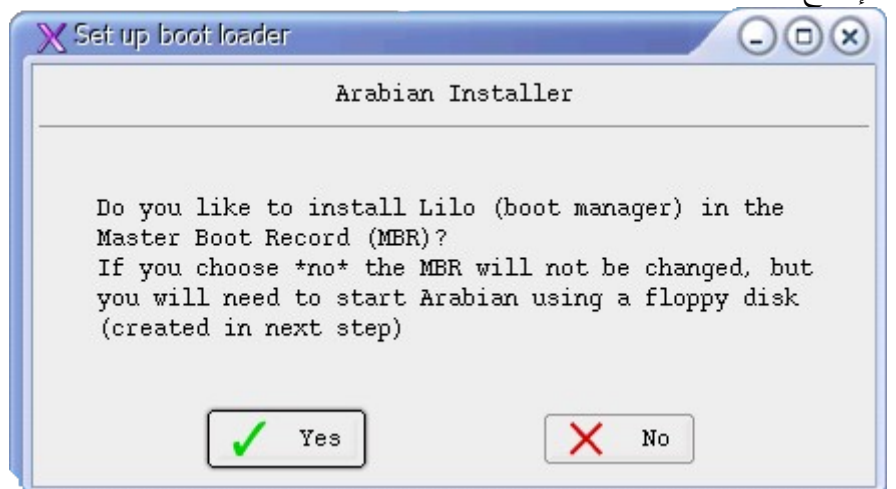 Set up boot loader
Arabian Installer
Do you like to install Lilo (boot manager) in the
Master Boot Record (MBR)?
If you choose *no* the MBR will not be changed, but
you will need to start Arabian using a floppy disk
(created in next step)
Yes No